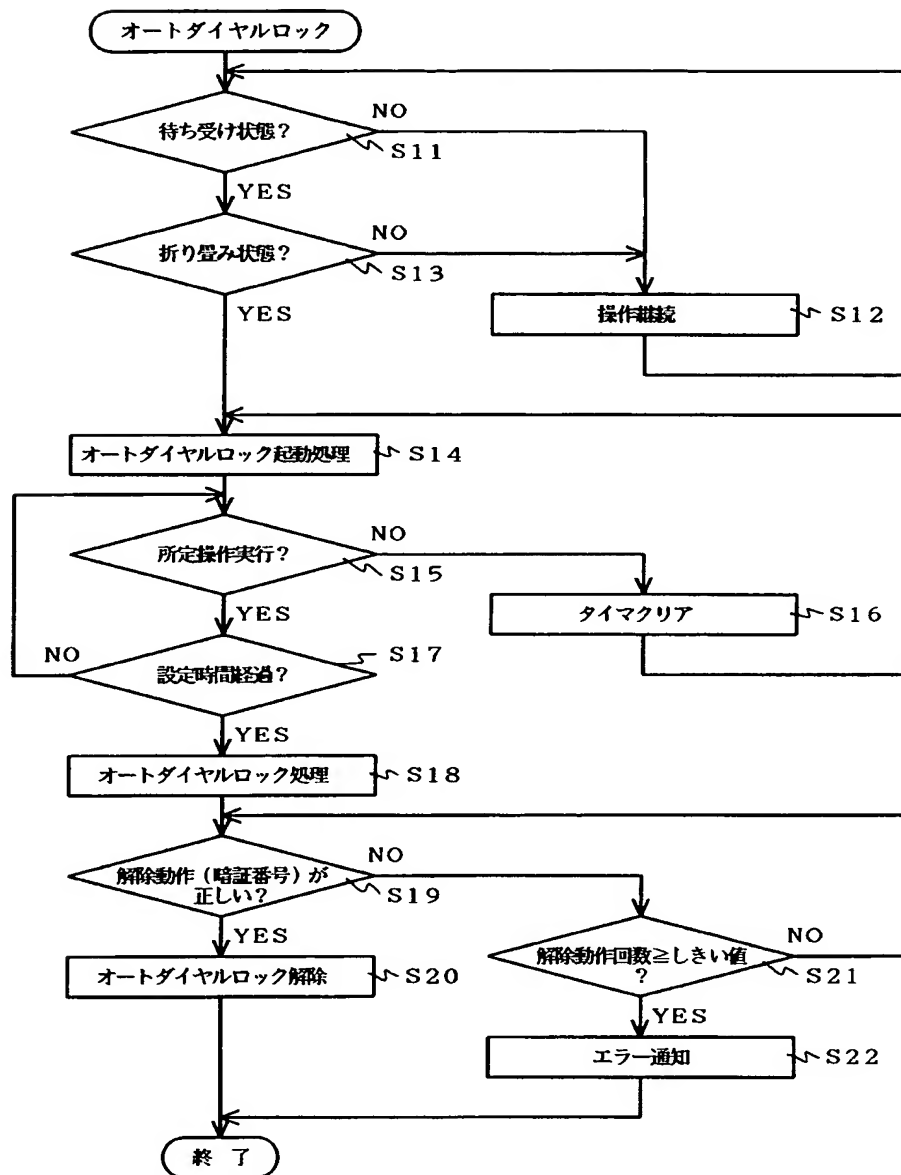 オートダイヤルロック
待ち受け状態?
NO
S11
YES
折り畳み状態?
NO
S13
YES
操作継続
S12
オートダイヤルロック起動処理
S14
所定操作実行?
NO
S15
YES
タイマクリア
S16
設定時間経過?
NO
S17
YES
オートダイヤルロック処理
S18
解除動作(暗証番号)が
正しい?
NO
S19
YES
解除動作回数≧しきい値
?
NO
S21
オートダイヤルロック解除
S20
YES
エラー通知
S22
終 了